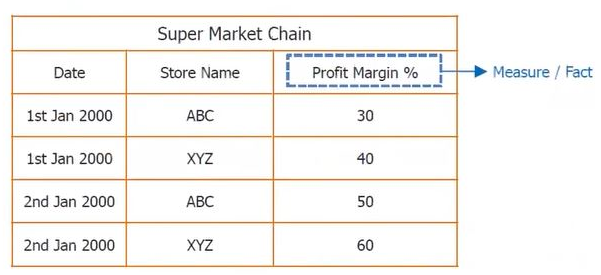 Super Market Chain
Date Store Name Profit Margin % Measure / Fact
1st Jan 2000 ABC 30
1st Jan 2000 XYZ 40
2nd Jan 2000 ABC 50
2nd Jan 2000 XYZ 60